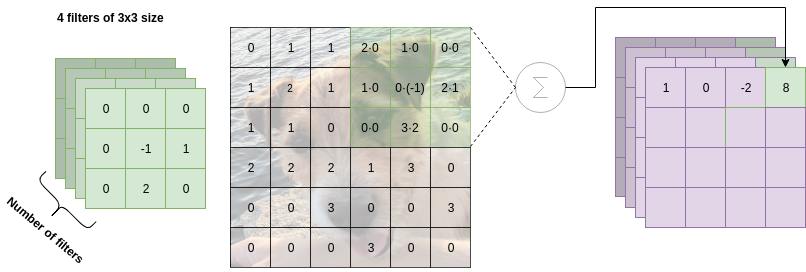 4 filters of 3x3 size
0 0 0
0 -1 1
0 2 0
Number of filters
0 1 1 2·0 1·0 0·0
1 2 1 1·0 0·(-1) 2·1
1 1 0 0·0 3·2 0·0
2 2 2 1 3 0
0 0 3 0 0 3
0 0 0 3 0 0
Σ
1 0 -2 8